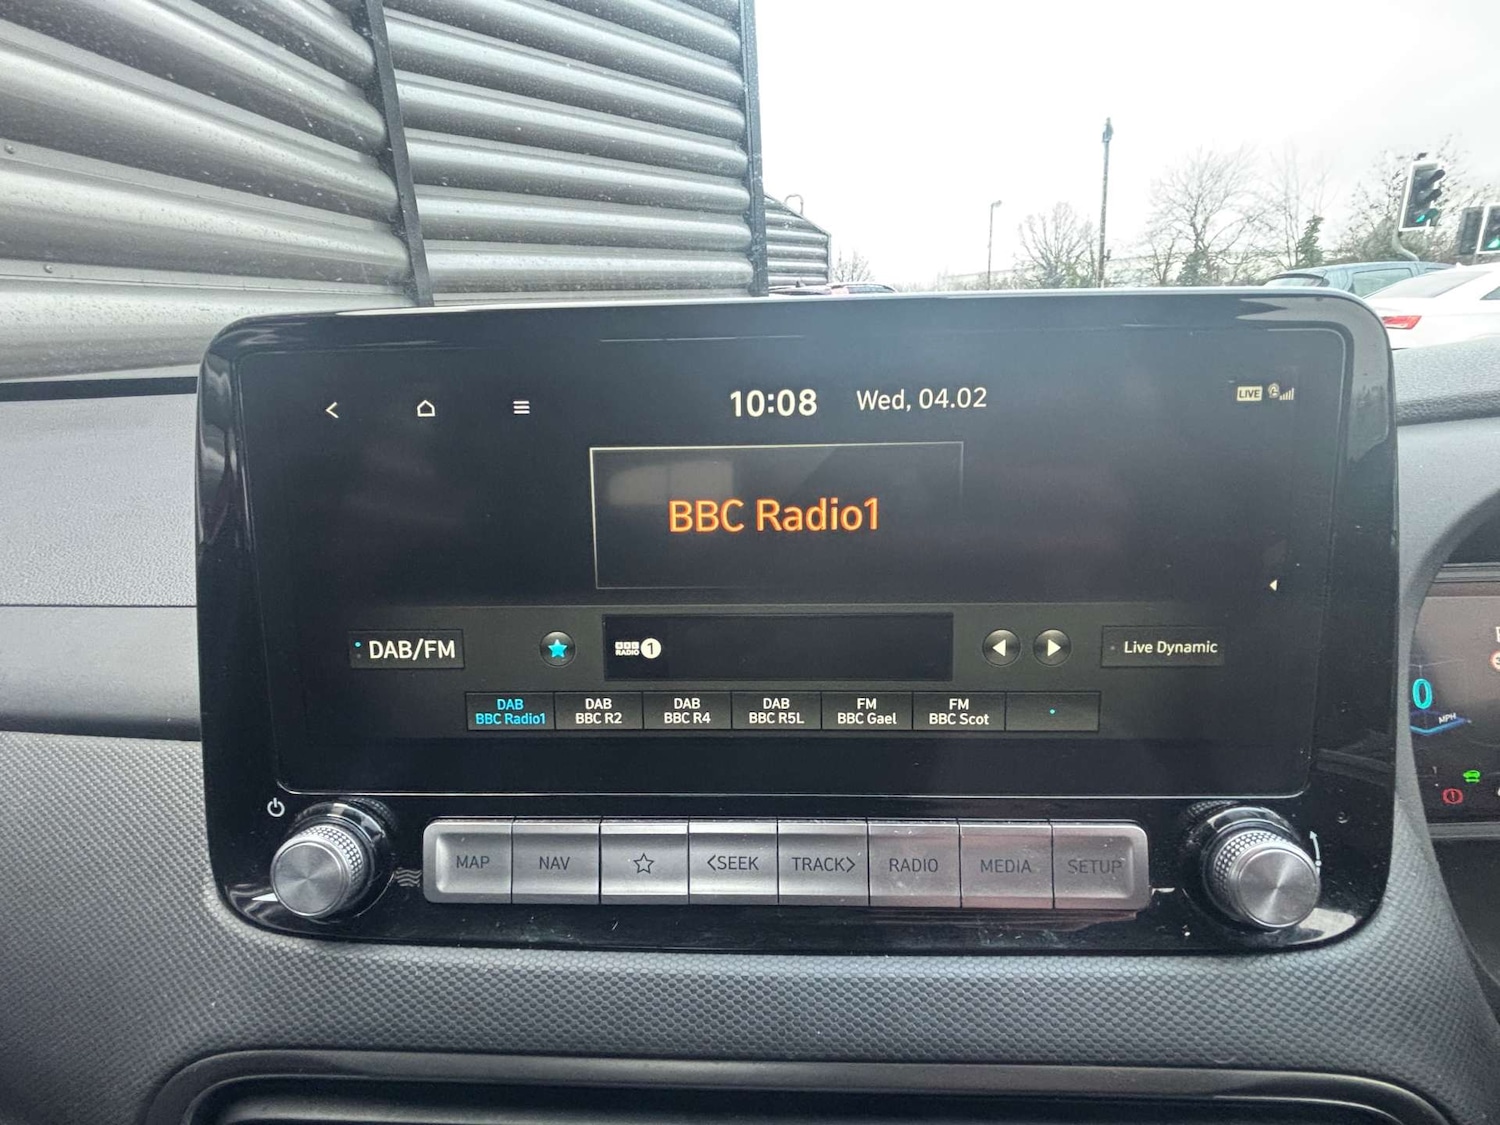 10:08 Wed, 04.02 LIVE
BBC Radio1
DAB/FM BBC RADIO 1 Live Dynamic
DAB DAB DAB DAB FM FM
BBC Radio1 BBC R2 BBC R4 BBC R5L BBC Gael BBC Scot
MAP NAV <SEEK TRACK> RADIO MEDIA SETUP
0
MPH